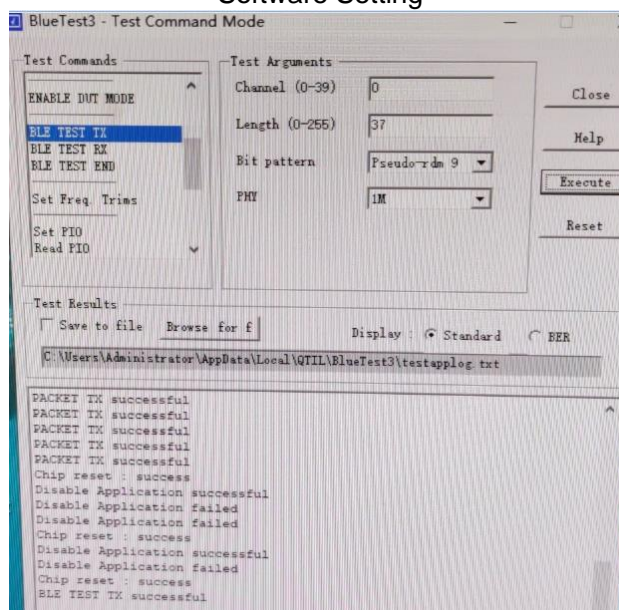 Software Setting
BlueTest3 - Test Command Mode
Test Commands
ENABLE DUT MODE
BLE TEST TX
BLE TEST RX
BLE TEST END
Set Freq. Trims
Set PIO
Read PIO
Test Arguments
Channel (0-39) 0
Length (0-255) 37
Bit pattern Pseudo-rdm 9
PHY 1M
Close
Help
Execute
Reset
Test Results
Save to file Browse for f Display : Standard BER
C:\Users\Administrator\AppData\Local\QTIL\BlueTest3\testapplog.txt
PACKET TX successful
PACKET TX successful
PACKET TX successful
PACKET TX successful
PACKET TX successful
Chip reset : success
Disable Application successful
Disable Application failed
Disable Application failed
Chip reset : success
Disable Application successful
Disable Application failed
Chip reset : success
BLE TEST TX successful